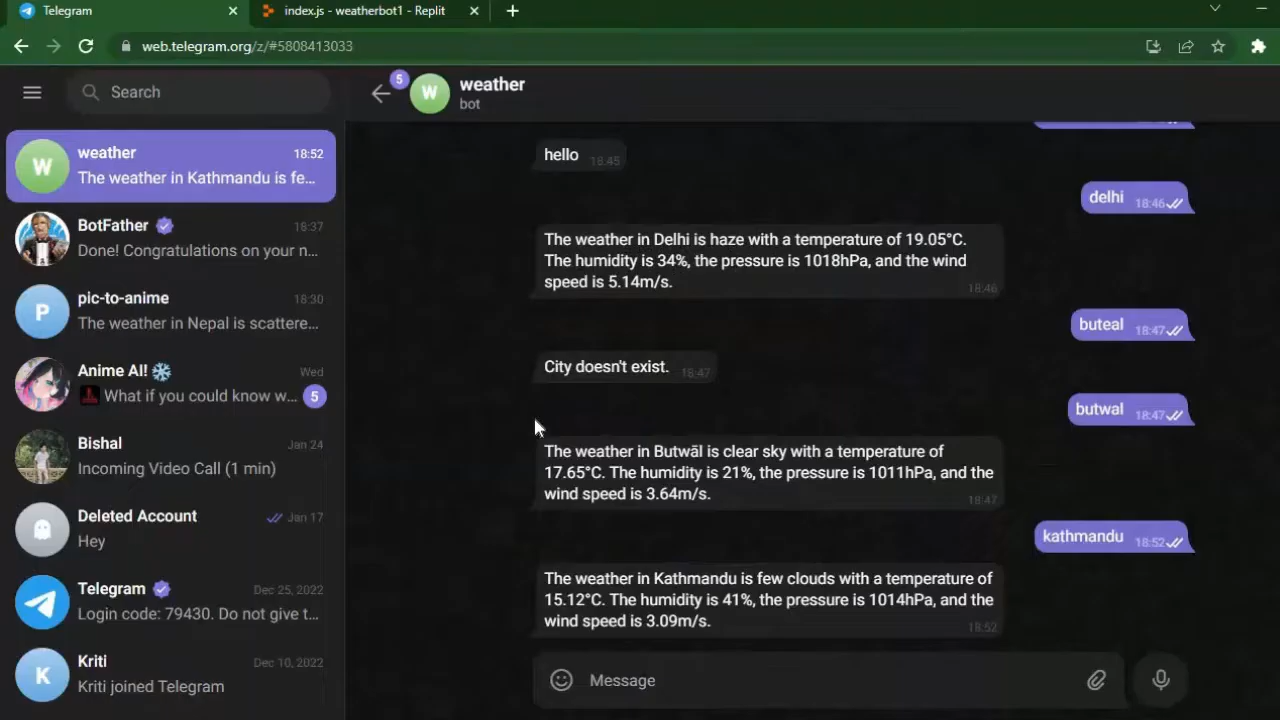 Telegram
index.js - weatherbot1 - Replit
web.telegram.org/z/#5808413033
Search
5
W
weather
bot
W
weather
18:52
The weather in Kathmandu is fe...
BotFather
18:37
Done! Congratulations on your n...
P
pic-to-anime
18:30
The weather in Nepal is scattere...
Anime AI!
Wed
What if you could know w...
5
Bishal
Jan 24
Incoming Video Call (1 min)
Deleted Account
Jan 17
Hey
Telegram
Dec 25, 2022
Login code: 79430. Do not give t...
K
Kriti
Dec 10, 2022
Kriti joined Telegram
hello 18:45
delhi 18:46
The weather in Delhi is haze with a temperature of 19.05°C.
The humidity is 34%, the pressure is 1018hPa, and the wind
speed is 5.14m/s.
18:46
buteal 18:47
City doesn't exist. 18:47
butwal 18:47
The weather in Butwāl is clear sky with a temperature of
17.65°C. The humidity is 21%, the pressure is 1011hPa, and the
wind speed is 3.64m/s.
18:47
kathmandu 18:52
The weather in Kathmandu is few clouds with a temperature of
15.12°C. The humidity is 41%, the pressure is 1014hPa, and the
wind speed is 3.09m/s.
18:52
Message